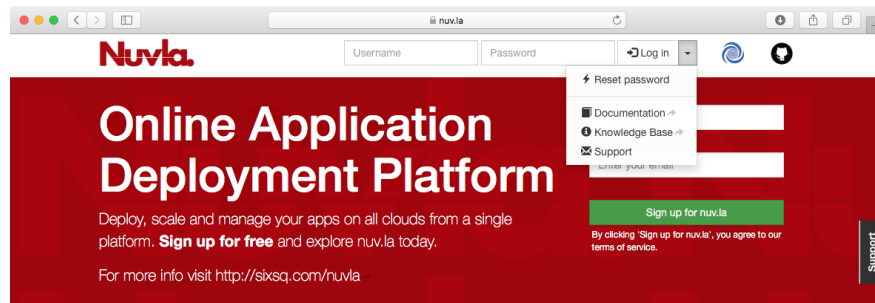 nuv.la
Nuvla.
Username
Password
Log in
Reset password
Documentation
Knowledge Base
Support
Online Application
Deployment Platform
Deploy, scale and manage your apps on all clouds from a single
platform. Sign up for free and explore nuv.la today.
For more info visit http://sixsq.com/nuvla
Enter your email
Sign up for nuv.la
By clicking 'Sign up for nuv.la', you agree to our
terms of service.
Support